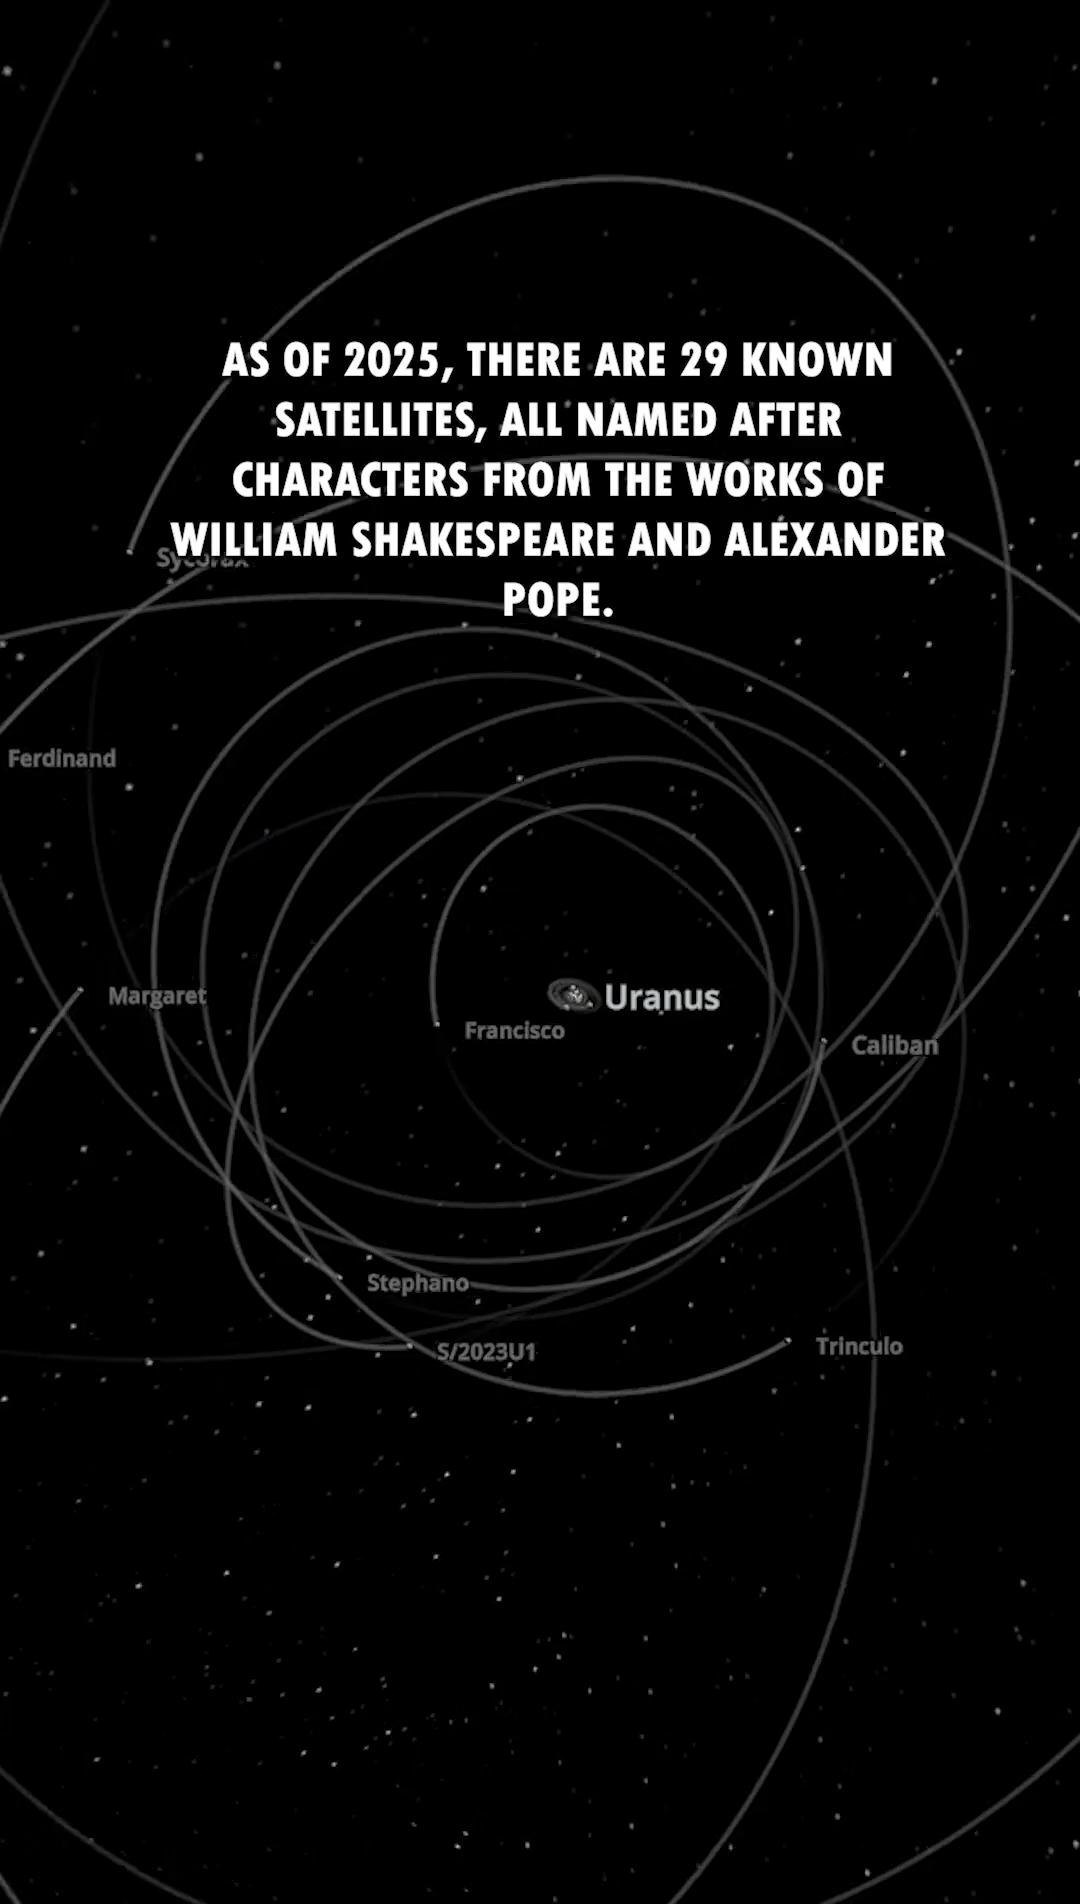 AS OF 2025, THERE ARE 29 KNOWN
SATELLITES, ALL NAMED AFTER
CHARACTERS FROM THE WORKS OF
WILLIAM SHAKESPEARE AND ALEXANDER
POPE.
Sycorax
Ferdinand
Margaret
Uranus
Francisco
Caliban
Stephano
S/2023U1
Trinculo